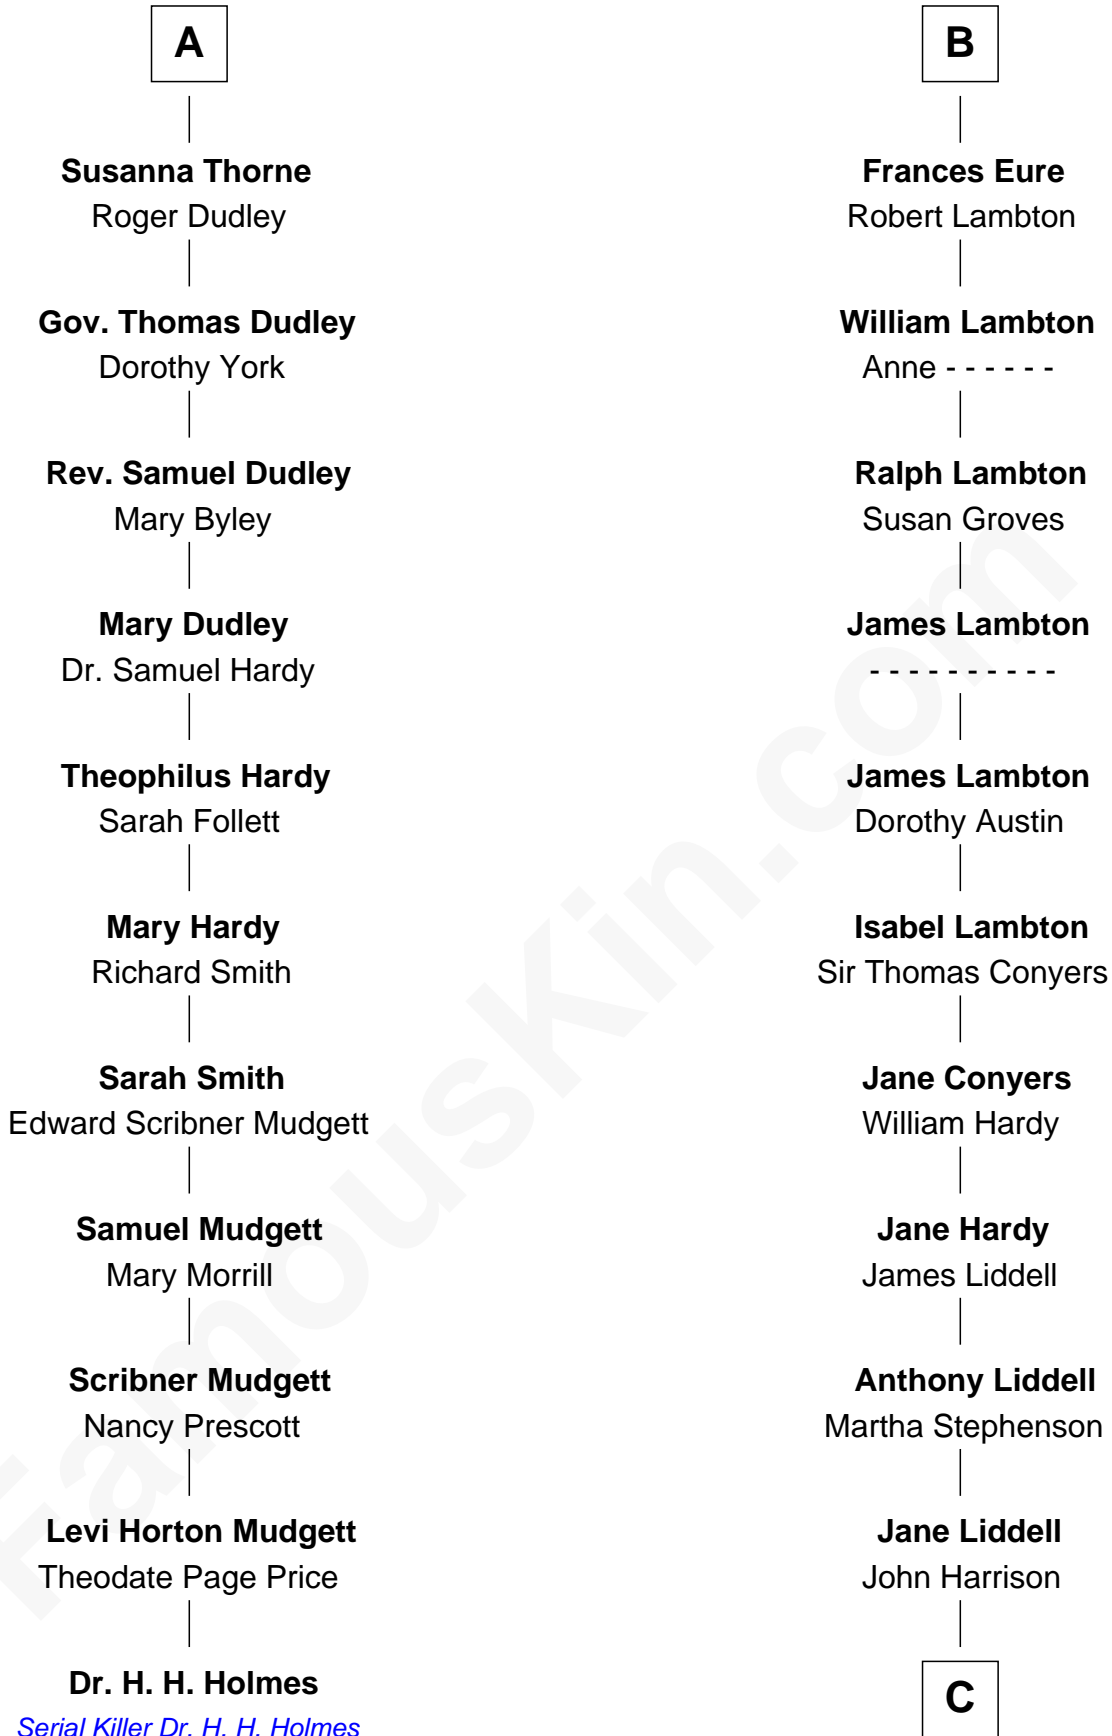 A
Susanna Thorne
Roger Dudley
Gov. Thomas Dudley
Dorothy York
Rev. Samuel Dudley
Mary Byley
Mary Dudley
Dr. Samuel Hardy
Theophilus Hardy
Sarah Follett
Mary Hardy
Richard Smith
Sarah Smith
Edward Scribner Mudgett
Samuel Mudgett
Mary Morrill
Scribner Mudgett
Nancy Prescott
Levi Horton Mudgett
Theodate Page Price
Dr. H. H. Holmes
Serial Killer Dr. H. H. Holmes
B
Frances Eure
Robert Lambton
William Lambton
Anne - - - - - -
Ralph Lambton
Susan Groves
James Lambton
- - - - - - - - - -
James Lambton
Dorothy Austin
Isabel Lambton
Sir Thomas Conyers
Jane Conyers
William Hardy
Jane Hardy
James Liddell
Anthony Liddell
Martha Stephenson
Jane Liddell
John Harrison
C
FamousKin.com